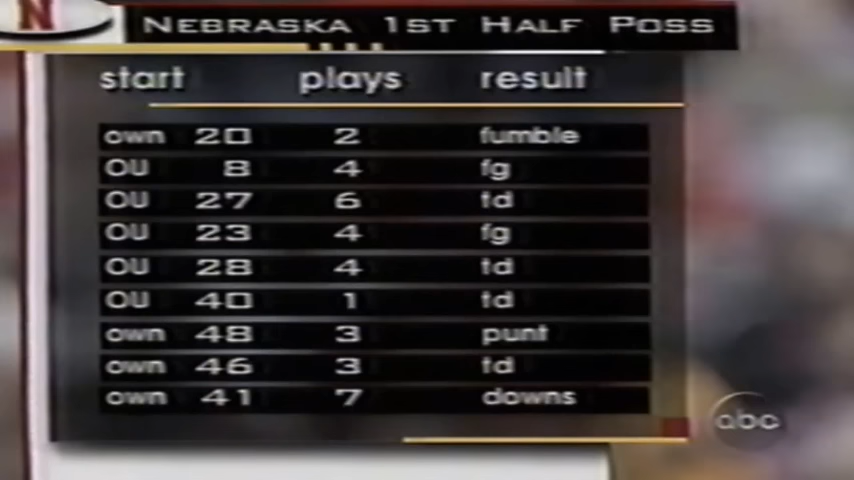 N NEBRASKA 1ST HALF POSS
start plays result
own 20 2 fumble
OU 8 4 fg
OU 27 6 td
OU 23 4 fg
OU 28 4 td
OU 40 1 td
own 48 3 punt
own 46 3 td
own 41 7 downs
abc